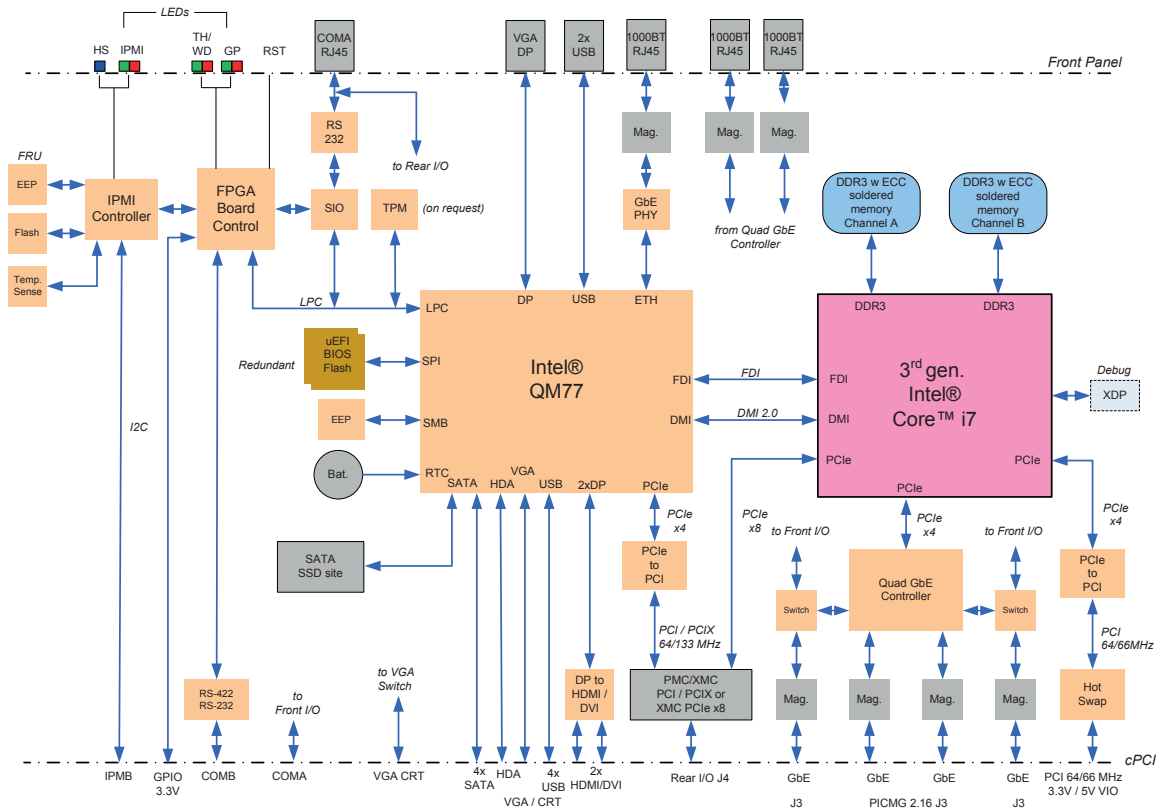 LEDs
HS
IPMI
TH/
WD
GP
RST
COMA
RJ45
VGA
DP
2x
USB
1000BT
RJ45
1000BT
RJ45
1000BT
RJ45
Front Panel
RS
232
to Rear I/O
Mag.
Mag.
Mag.
FRU
EEP
Flash
Temp.
Sense
IPMI
Controller
FPGA
Board
Control
SIO
TPM
(on request)
GbE
PHY
from Quad GbE
Controller
DDR3 w ECC
soldered
memory
Channel A
DDR3 w ECC
soldered
memory
Channel B
LPC
LPC
DP
USB
ETH
DDR3
DDR3
Redundant
uEFI
BIOS
Flash
SPI
Intel®
QM77
FDI
FDI
FDI
3rd gen.
Intel®
Core™ i7
Debug
XDP
EEP
SMB
DMI
DMI 2.0
DMI
I2C
Bat.
RTC
SATA
HDA
VGA
USB
2xDP
PCIe
PCIe
PCIe
PCIe
PCIe
x4
PCIe
x8
PCIe
x4
PCIe
x4
to Front I/O
to Front I/O
SATA
SSD site
PCIe
to
PCI
Switch
Quad GbE
Controller
Switch
PCIe
to
PCI
PCI / PCIX
64/133 MHz
PCI
64/66MHz
to VGA
Switch
RS-422
RS-232
to
Front I/O
DP to
HDMI /
DVI
PMC/XMC
PCI / PCIX or
XMC PCIe x8
Mag.
Mag.
Mag.
Mag.
Hot
Swap
cPCI
IPMB
GPIO
3.3V
COMB
COMA
VGA CRT
4x
SATA
HDA
VGA / CRT
4x
USB
2x
HDMI/DVI
Rear I/O J4
GbE
GbE
GbE
GbE
J3
PICMG 2.16 J3
J3
PCI 64/66 MHz
3.3V / 5V VIO